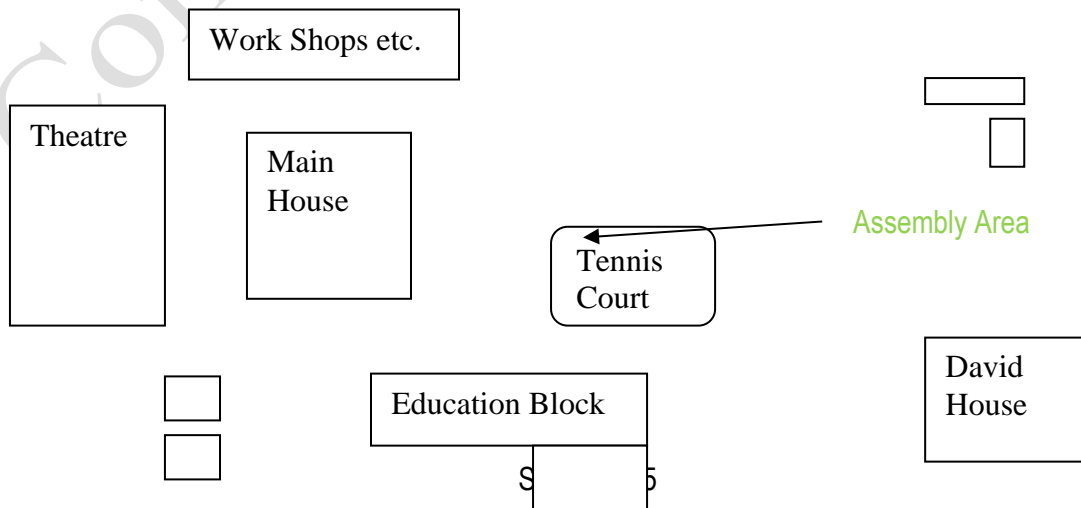 Work Shops etc.
Theatre
Main
House
Assembly Area
Tennis
Court
David
House
Education Block